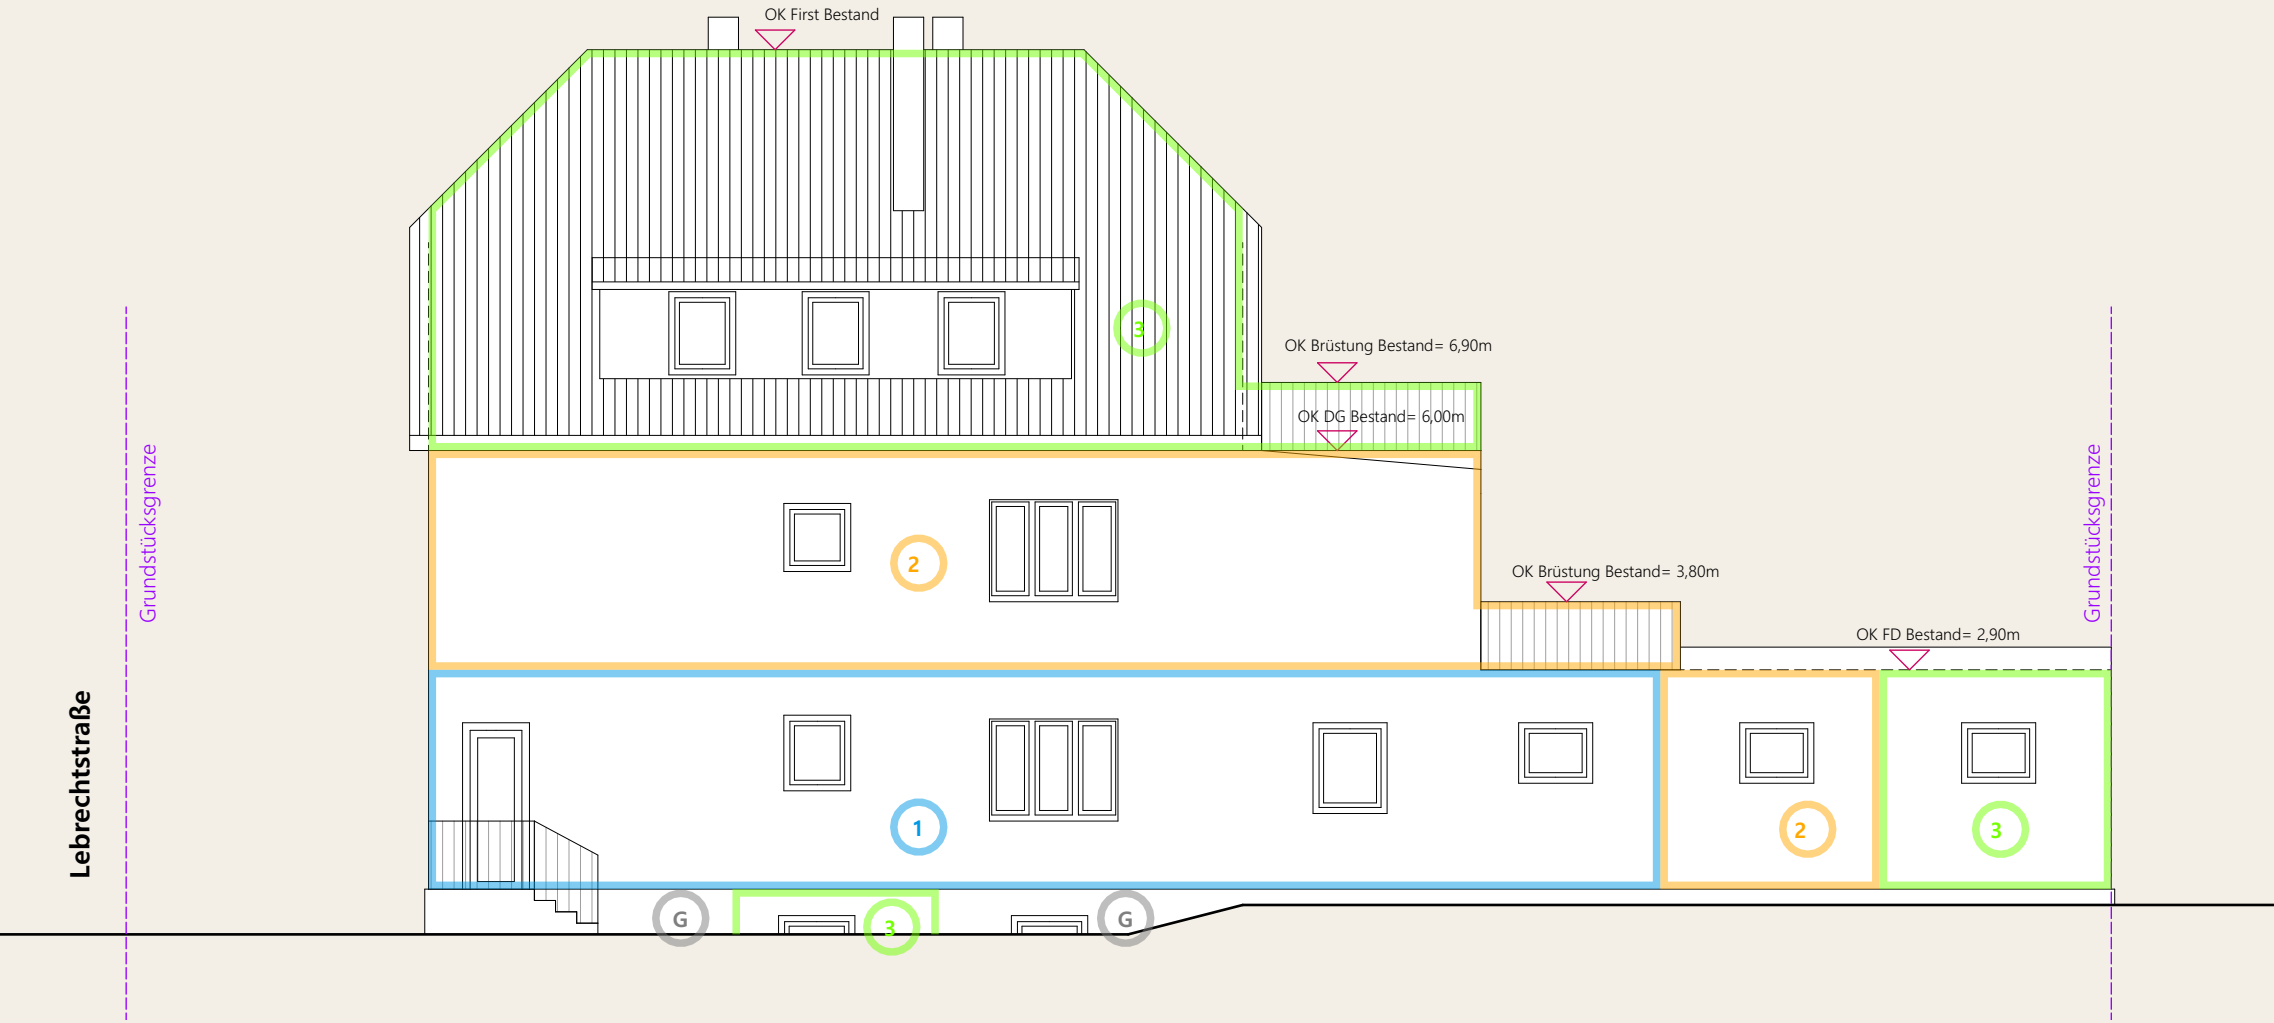 OK First Bestand
3
OK Brüstung Bestand= 6,90m
OK DG Bestand= 6,00m
Grundstücksgrenze
Grundstücksgrenze
2
OK Brüstung Bestand= 3,80m
OK FD Bestand= 2,90m
Lebrechtstraße
1
2
3
G
3
G